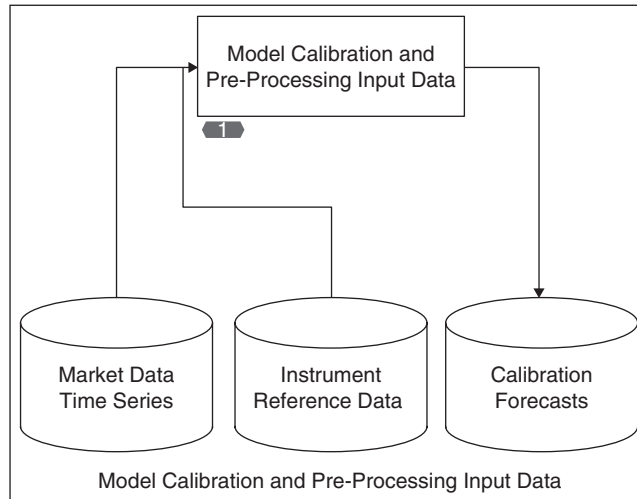 Model Calibration and
Pre-Processing Input Data
1
Market Data
Time Series
Instrument
Reference Data
Calibration
Forecasts
Model Calibration and Pre-Processing Input Data